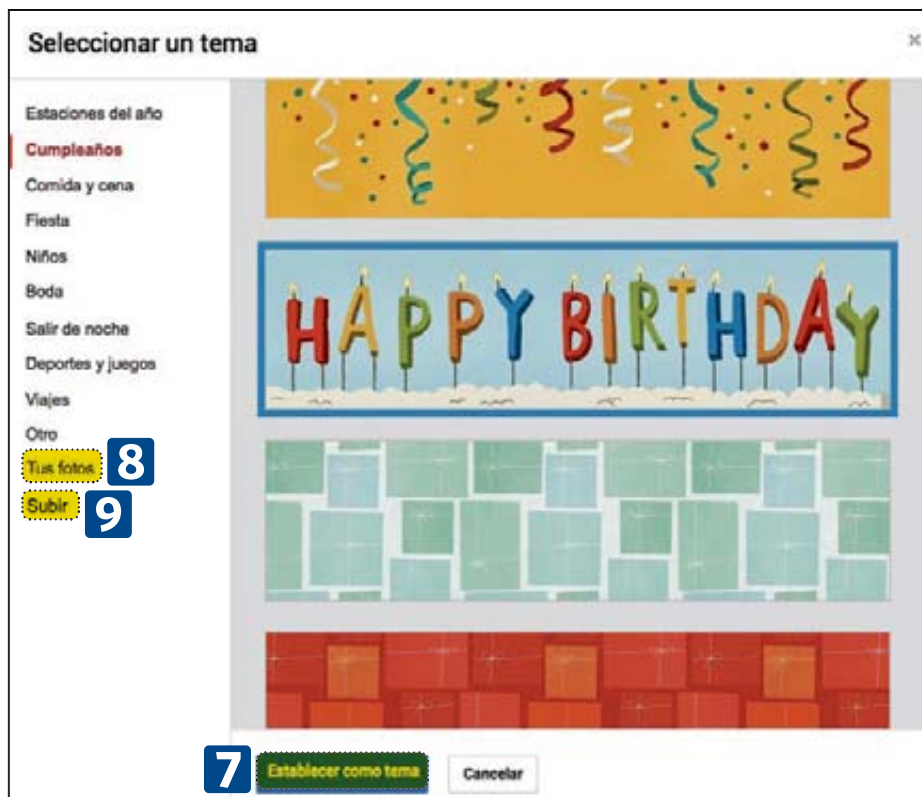 Seleccionar un tema
×
Estaciones del año
Cumpleaños
Comida y cena
Fiesta
Niños
Boda
Salir de noche
Deportes y juegos
Viajes
Otro
Tus fotos 8
Subir 9
HAPPY BIRTHDAY
7 Establecer como tema Cancelar